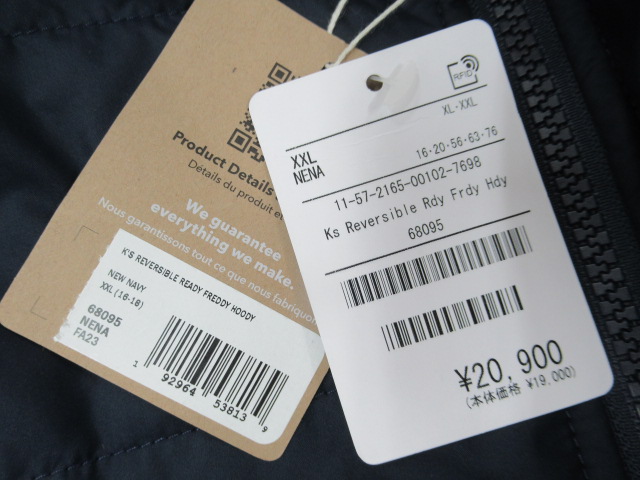 Product Details
Détails du produit et
We guarantee
everything we make.
Nous garantissons tout ce que nous fabriquons
K'S REVERSIBLE READY FREDDY HOODY
NEW NAVY
XXL (16-18)
68095
NENA
FA23
1 92964 53813 9
RFID
XL・XXL
XXL
NENA
16・20・56・63・76
11-57-2165-00102-7698
Ks Reversible Rdy Frdy Hdy
68095
¥20,900
(本体価格 ¥19,000)